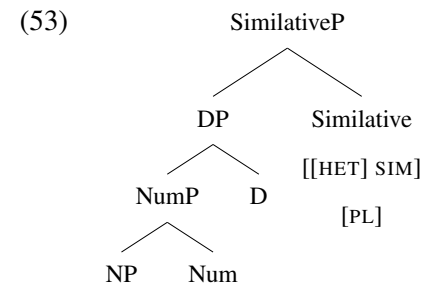 (53) SimilativeP
DP Similative
[[HET] SIM]
NumP D
[PL]
NP Num